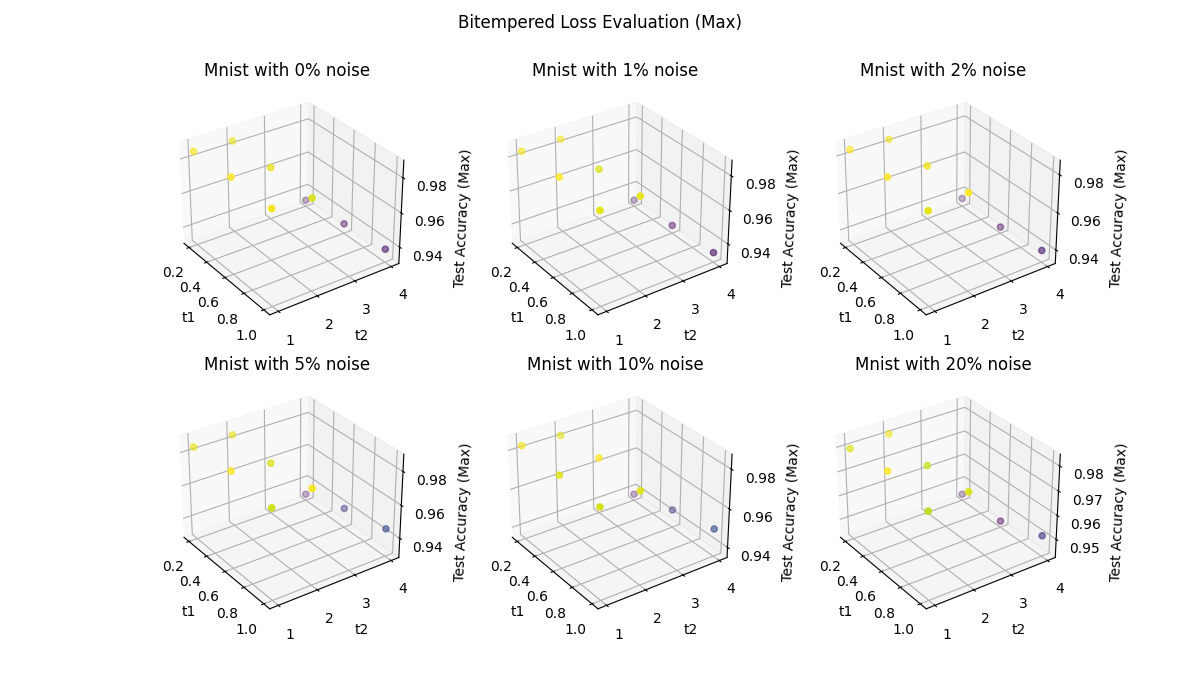 Bitempered Loss Evaluation (Max)
Mnist with 0% noise
0.98
0.96
0.94
Test Accuracy (Max)
0.2
0.4
0.6
0.8
1.0
t1
1
2
3
4
t2
Mnist with 1% noise
0.98
0.96
0.94
Test Accuracy (Max)
0.2
0.4
0.6
0.8
1.0
t1
1
2
3
4
t2
Mnist with 2% noise
0.98
0.96
0.94
Test Accuracy (Max)
0.2
0.4
0.6
0.8
1.0
t1
1
2
3
4
t2
Mnist with 5% noise
0.98
0.96
0.94
Test Accuracy (Max)
0.2
0.4
0.6
0.8
1.0
t1
1
2
3
4
t2
Mnist with 10% noise
0.98
0.96
0.94
Test Accuracy (Max)
0.2
0.4
0.6
0.8
1.0
t1
1
2
3
4
t2
Mnist with 20% noise
0.98
0.97
0.96
0.95
Test Accuracy (Max)
0.2
0.4
0.6
0.8
1.0
t1
1
2
3
4
t2